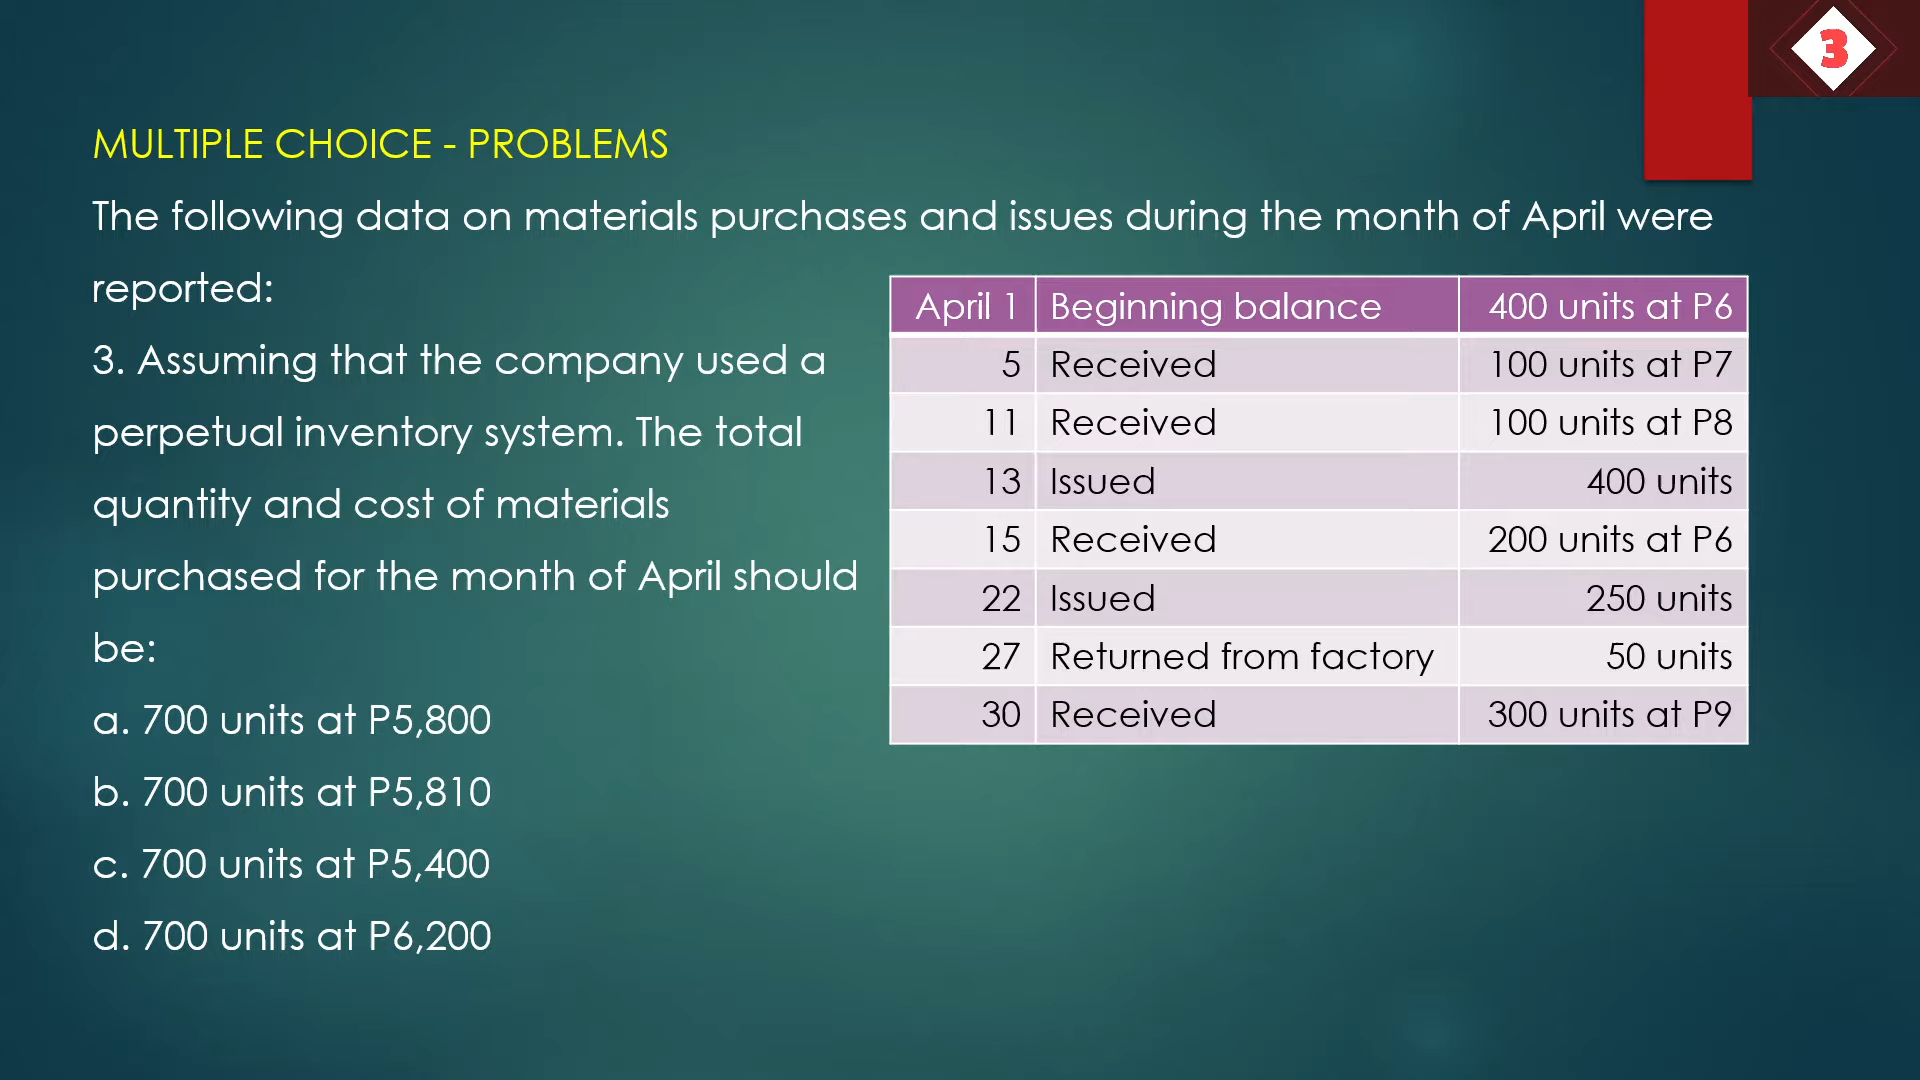 3
MULTIPLE CHOICE - PROBLEMS
The following data on materials purchases and issues during the month of April were
reported:
3. Assuming that the company used a
perpetual inventory system. The total
quantity and cost of materials
purchased for the month of April should
be:
a. 700 units at P5,800
b. 700 units at P5,810
c. 700 units at P5,400
d. 700 units at P6,200
April 1 Beginning balance 400 units at P6
5 Received 100 units at P7
11 Received 100 units at P8
13 Issued 400 units
15 Received 200 units at P6
22 Issued 250 units
27 Returned from factory 50 units
30 Received 300 units at P9